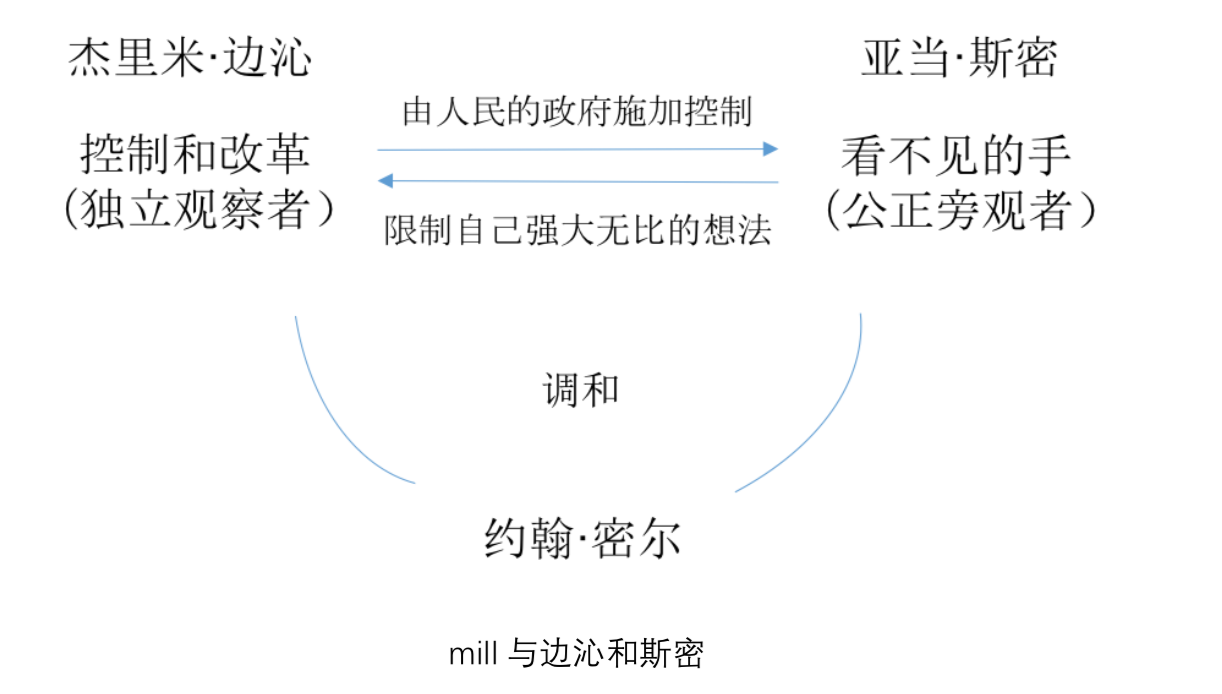 杰里米·边沁
亚当·斯密
由人民的政府施加控制
控制和改革
(独立观察者）
看不见的手
(公正旁观者）
限制自己强大无比的想法
调和
约翰·密尔
mill 与边沁和斯密